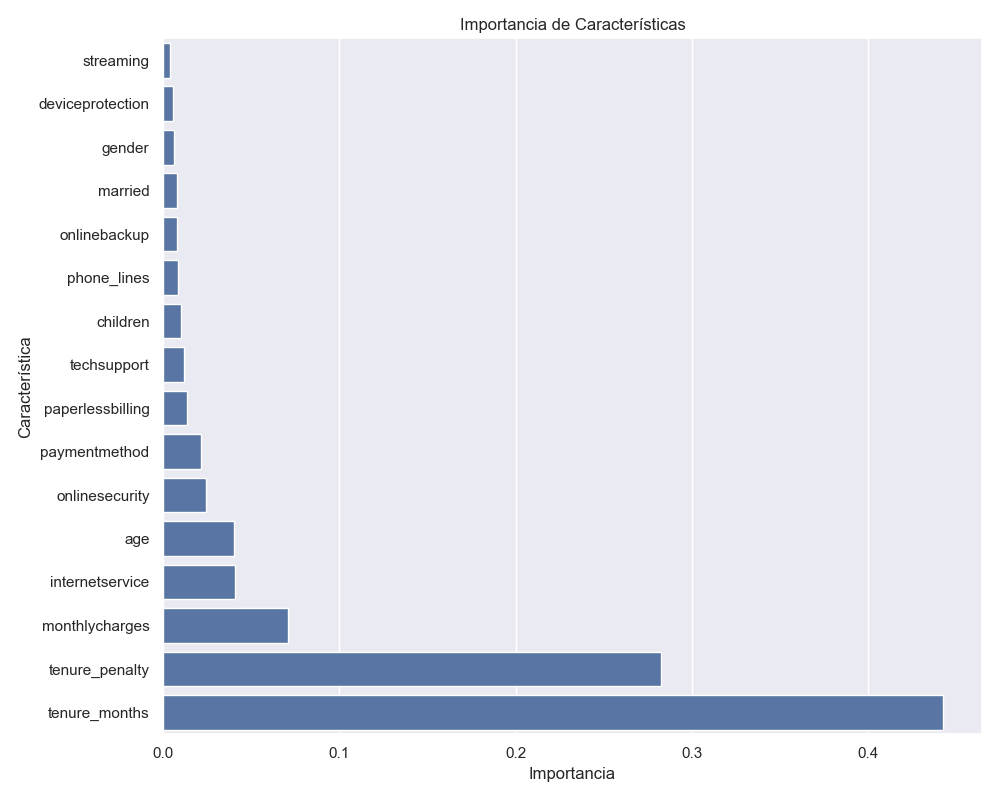 Importancia de Características
Característica
streaming
deviceprotection
gender
married
onlinebackup
phone_lines
children
techsupport
paperlessbilling
paymentmethod
onlinesecurity
age
internetservice
monthlycharges
tenure_penalty
tenure_months
0.0 0.1 0.2 0.3 0.4
Importancia